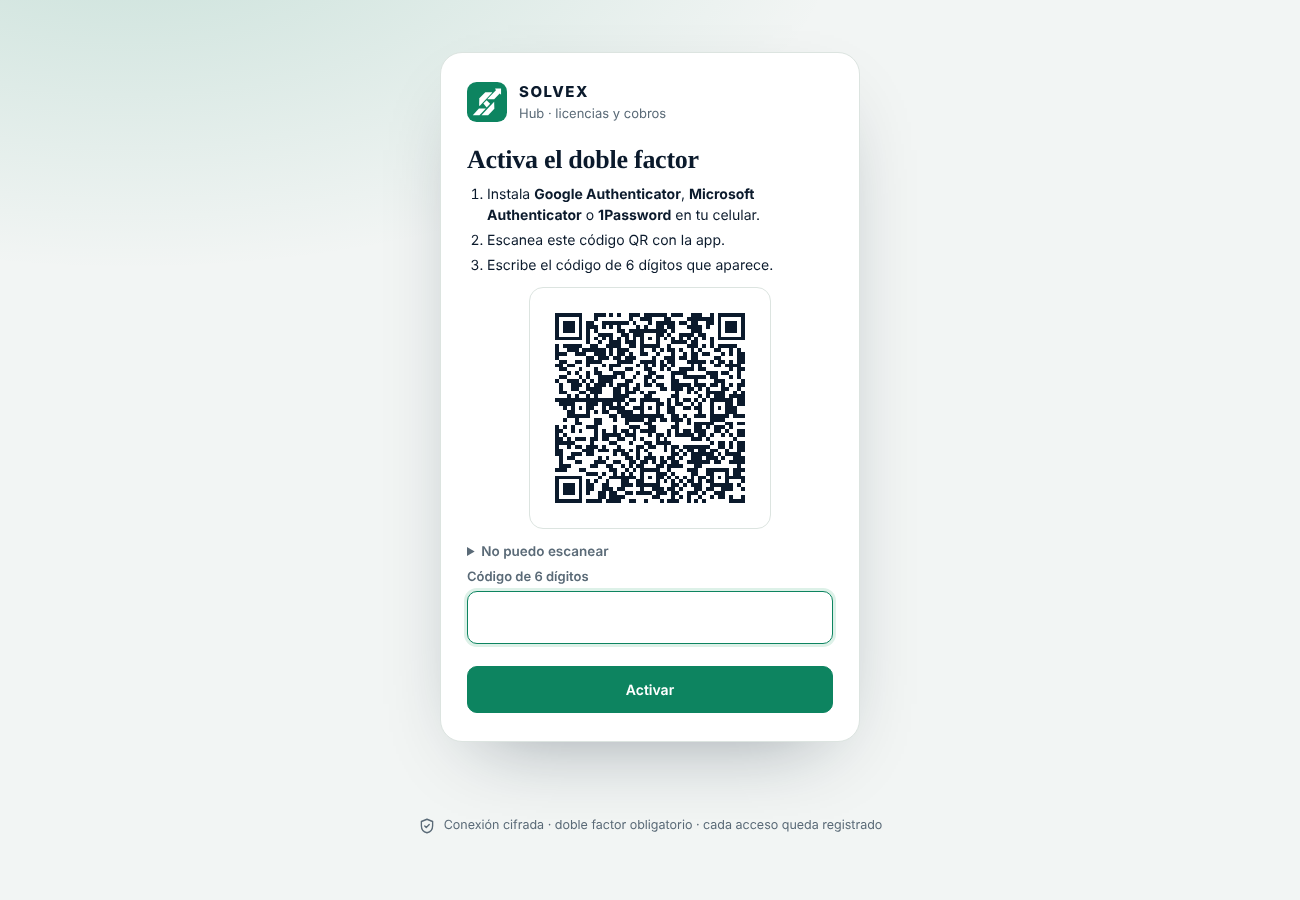 SOLVEX
Hub · licencias y cobros
Activa el doble factor
1. Instala Google Authenticator, Microsoft
Authenticator o 1Password en tu celular.
2. Escanea este código QR con la app.
3. Escribe el código de 6 dígitos que aparece.
No puedo escanear
Código de 6 dígitos
Activar
Conexión cifrada · doble factor obligatorio · cada acceso queda registrado